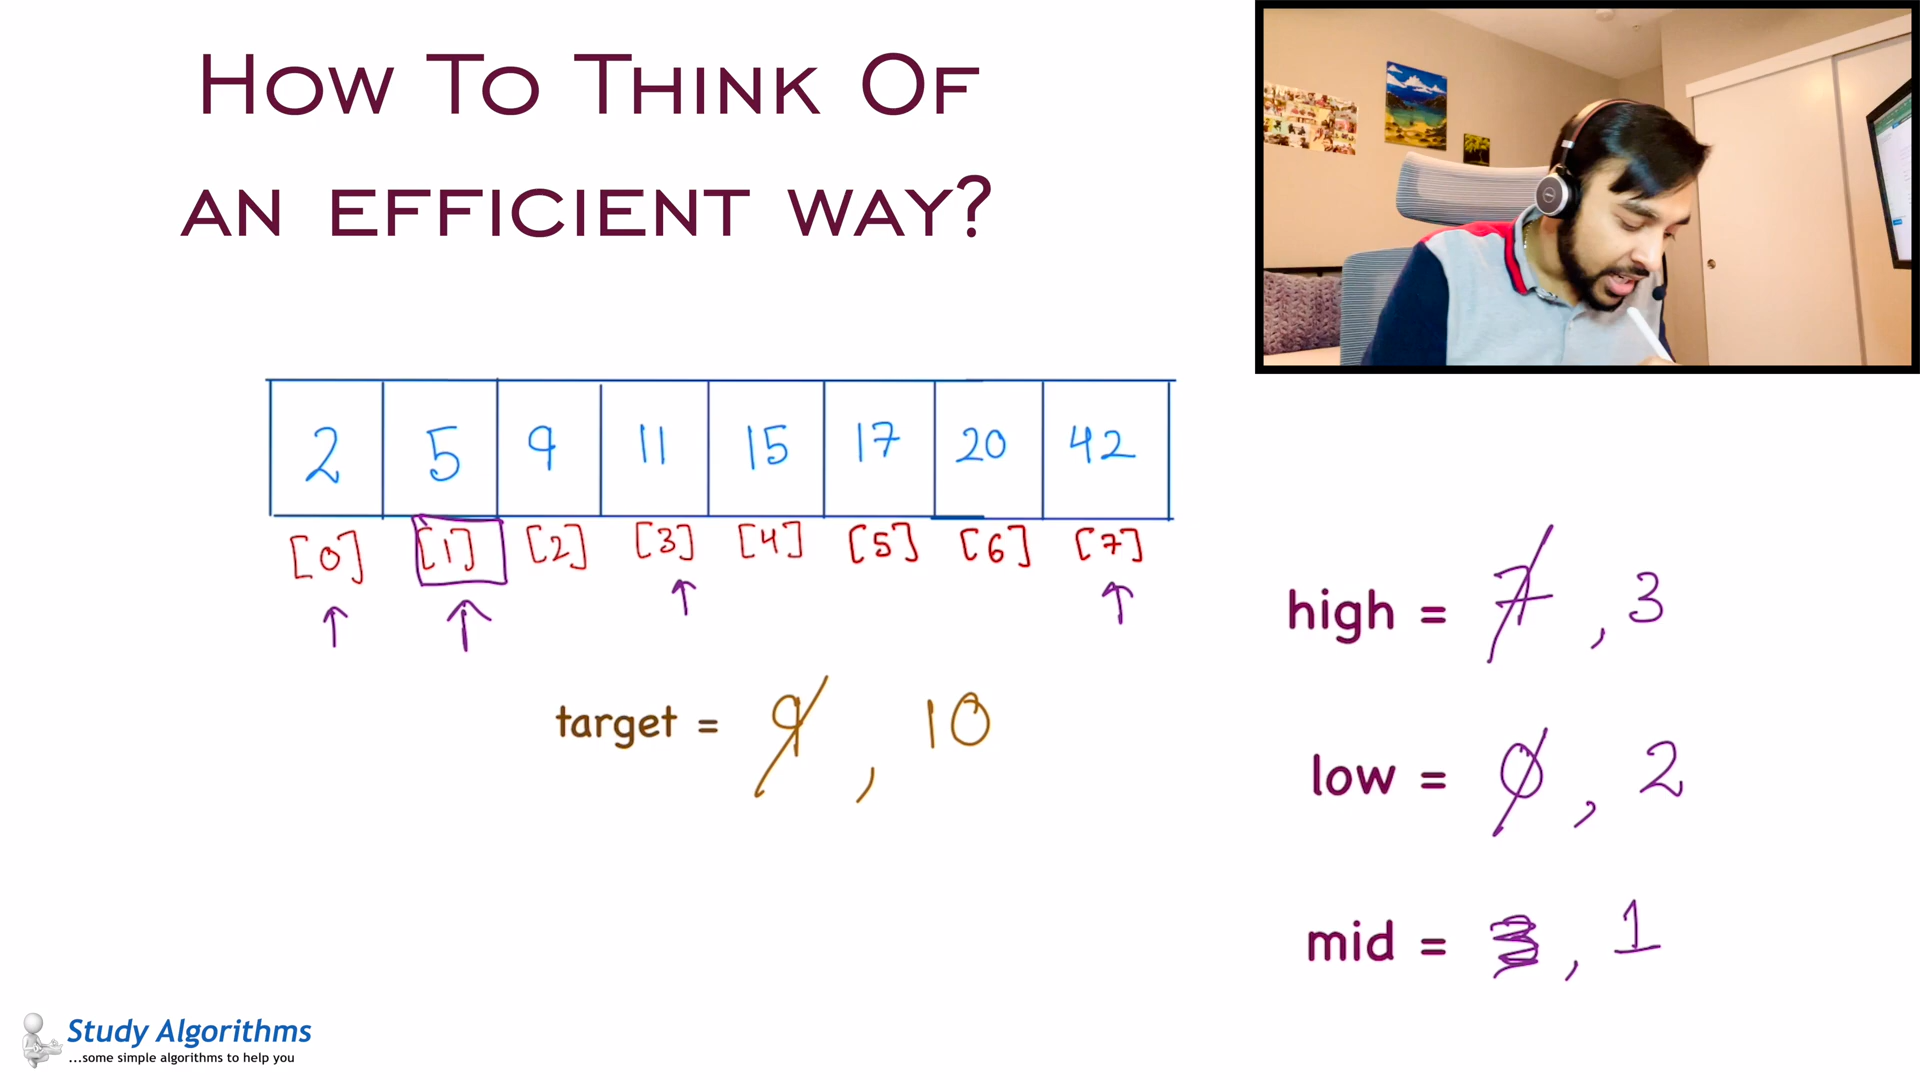 HOW TO THINK OF
AN EFFICIENT WAY?
2 5 9 11 15 17 20 42
[0] [1] [2] [3] [4] [5] [6] [7]
↑ ↑ ↑ ↑
target = 9 , 10
high = 7 , 3
low = 0 , 2
mid = 3 , 1
Study Algorithms
...some simple algorithms to help you